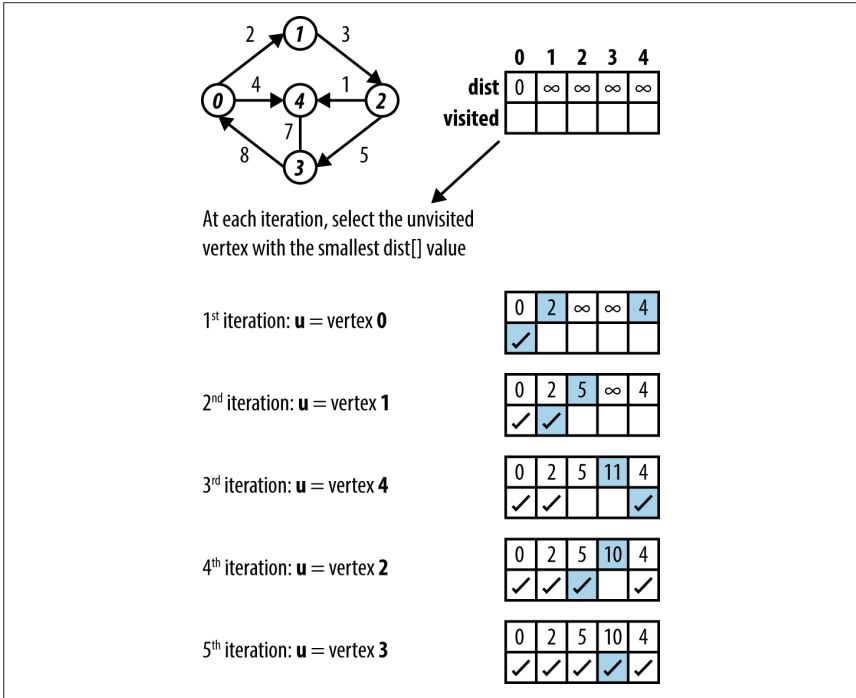 2 1 3
0 1 2 3 4
dist 0 ∞ ∞ ∞ ∞
visited
0 4 4 1 2
7
8 3 5
At each iteration, select the unvisited
vertex with the smallest dist[] value
1st iteration: u = vertex 0
0 2 ∞ ∞ 4
✓
2nd iteration: u = vertex 1
0 2 5 ∞ 4
✓ ✓
3rd iteration: u = vertex 4
0 2 5 11 4
✓ ✓ ✓
4th iteration: u = vertex 2
0 2 5 10 4
✓ ✓ ✓ ✓
5th iteration: u = vertex 3
0 2 5 10 4
✓ ✓ ✓ ✓ ✓